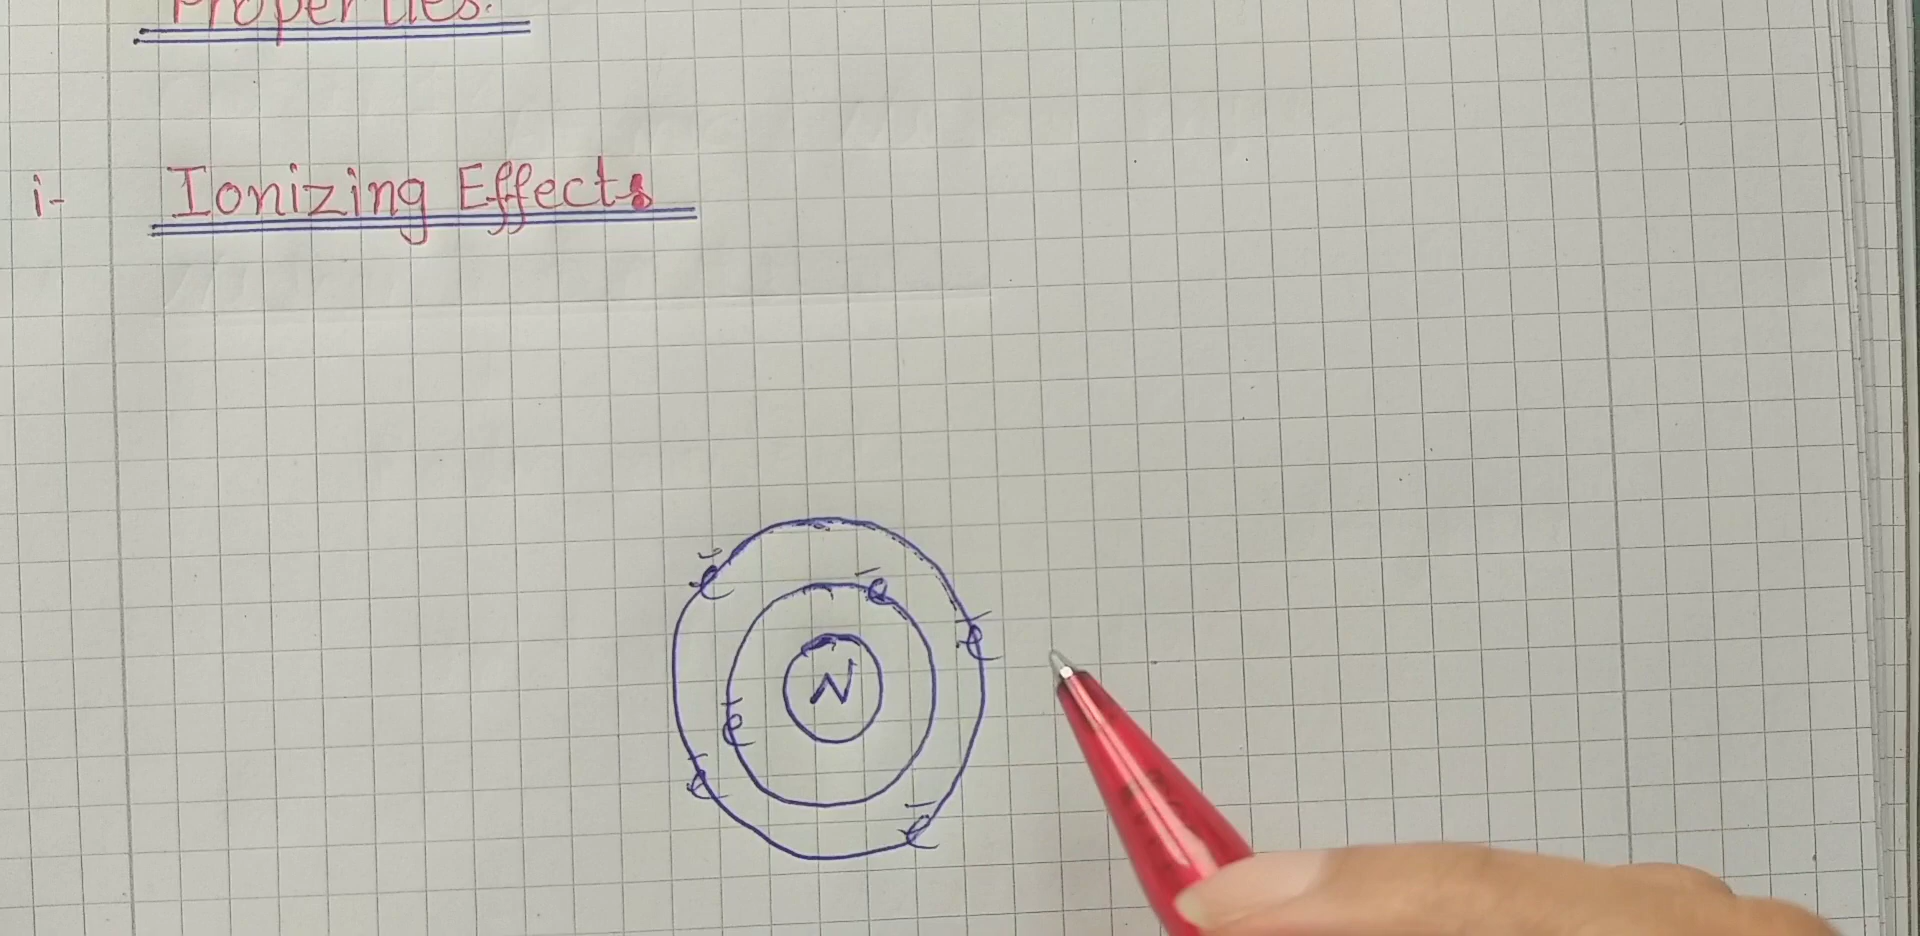 Properties:
i- Ionizing Effects
e⁻
e⁻
e⁻
N
e⁻
e⁻
e⁻